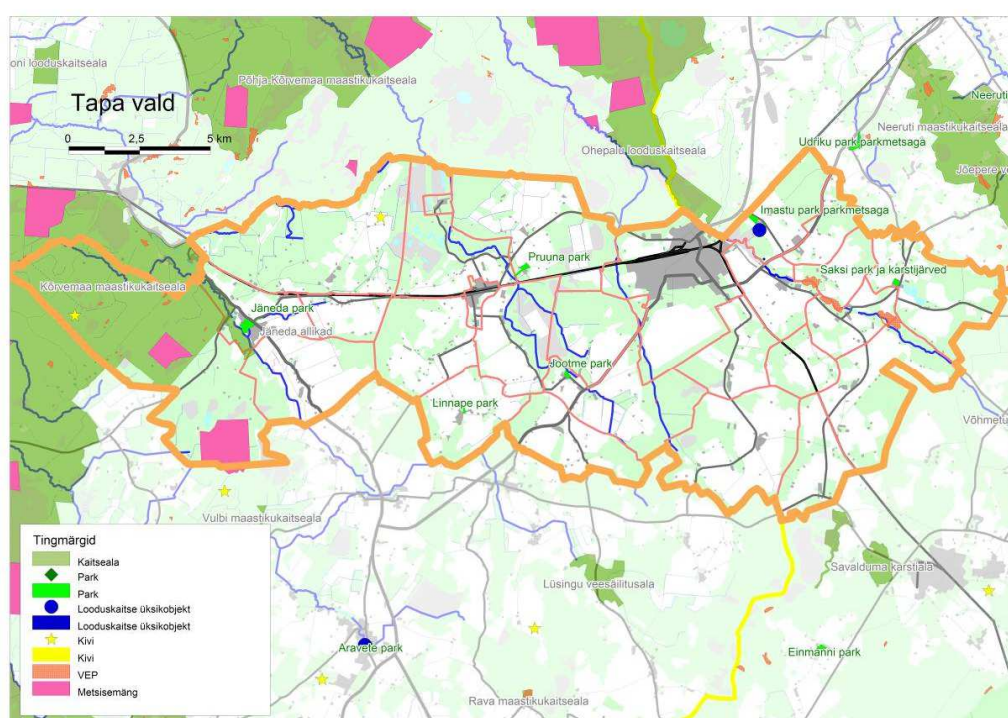 oni looduskaitseala
Põhja-Kõrvemaa maastikukaitseala
Tapa vald
0 2,5 5 km
Ohepalu looduskaitseala
Neeruti
Neeruti maastikukaitseala
Udriku park parkmetsaga
Jõepere v
Imastu park parkmetsaga
Pruuna park
Saksi park ja karstijärved
Kõrvemaa maastikukaitseala
Jäneda park
Jäneda allikad
Jootme park
Linnape park
Võhmetu
Vulbi maastikukaitseala
Lüsingu veesäilitusala
Savalduma karstiala
Aravete park
Einmanni park
Rava maastikukaitseala
Tingmärgid
Kaitseala
Park
Park
Looduskaitse üksikobjekt
Looduskaitse üksikobjekt
Kivi
Kivi
VEP
Metsisemäng